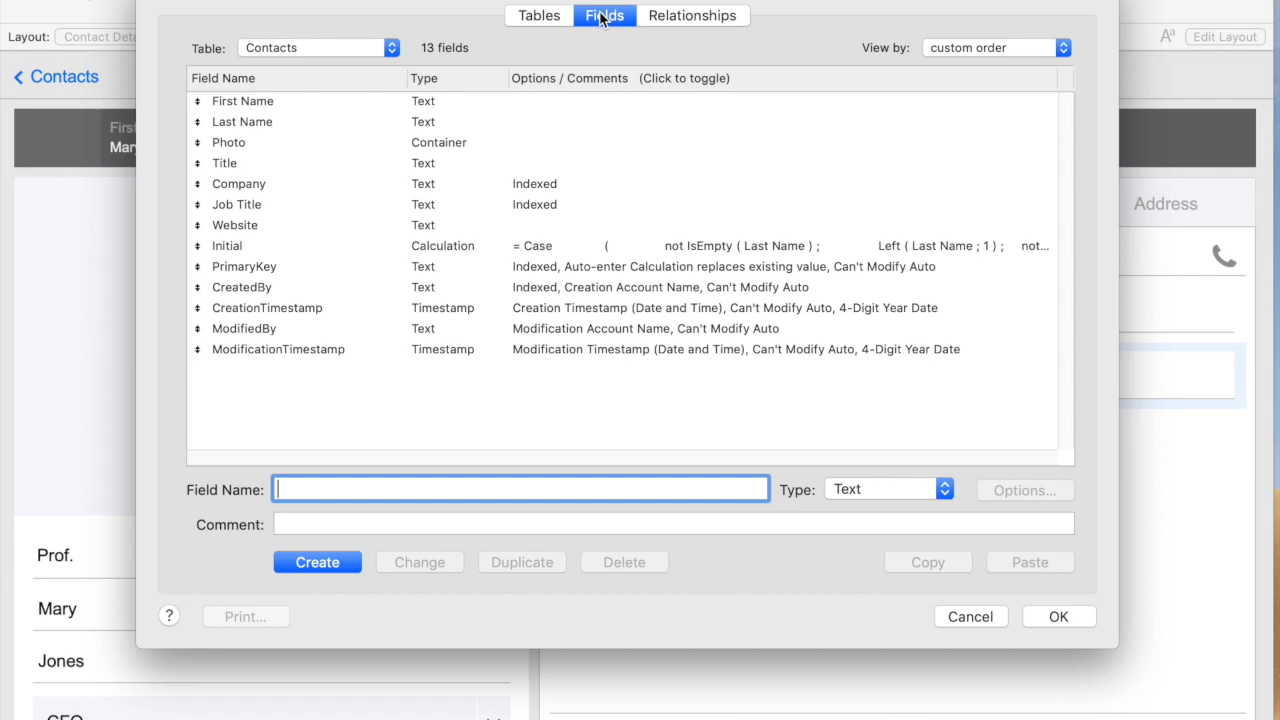 Tables Fields Relationships
Layout: Contact Deta Edit Layout
Table: Contacts 13 fields View by: custom order
Contacts
Field Name Type Options / Comments (Click to toggle)
First Name Text
Last Name Text
Firs
Photo Container
Mary
Title Text
Company Text Indexed
Job Title Text Indexed
Address
Website Text
Initial Calculation = Case ( not IsEmpty ( Last Name ) ; Left ( Last Name ; 1 ) ; not...
PrimaryKey Text Indexed, Auto-enter Calculation replaces existing value, Can't Modify Auto
CreatedBy Text Indexed, Creation Account Name, Can't Modify Auto
CreationTimestamp Timestamp Creation Timestamp (Date and Time), Can't Modify Auto, 4-Digit Year Date
ModifiedBy Text Modification Account Name, Can't Modify Auto
ModificationTimestamp Timestamp Modification Timestamp (Date and Time), Can't Modify Auto, 4-Digit Year Date
Field Name: Type: Text Options...
Comment:
Prof.
Create Change Duplicate Delete Copy Paste
Mary
? Print... Cancel OK
Jones